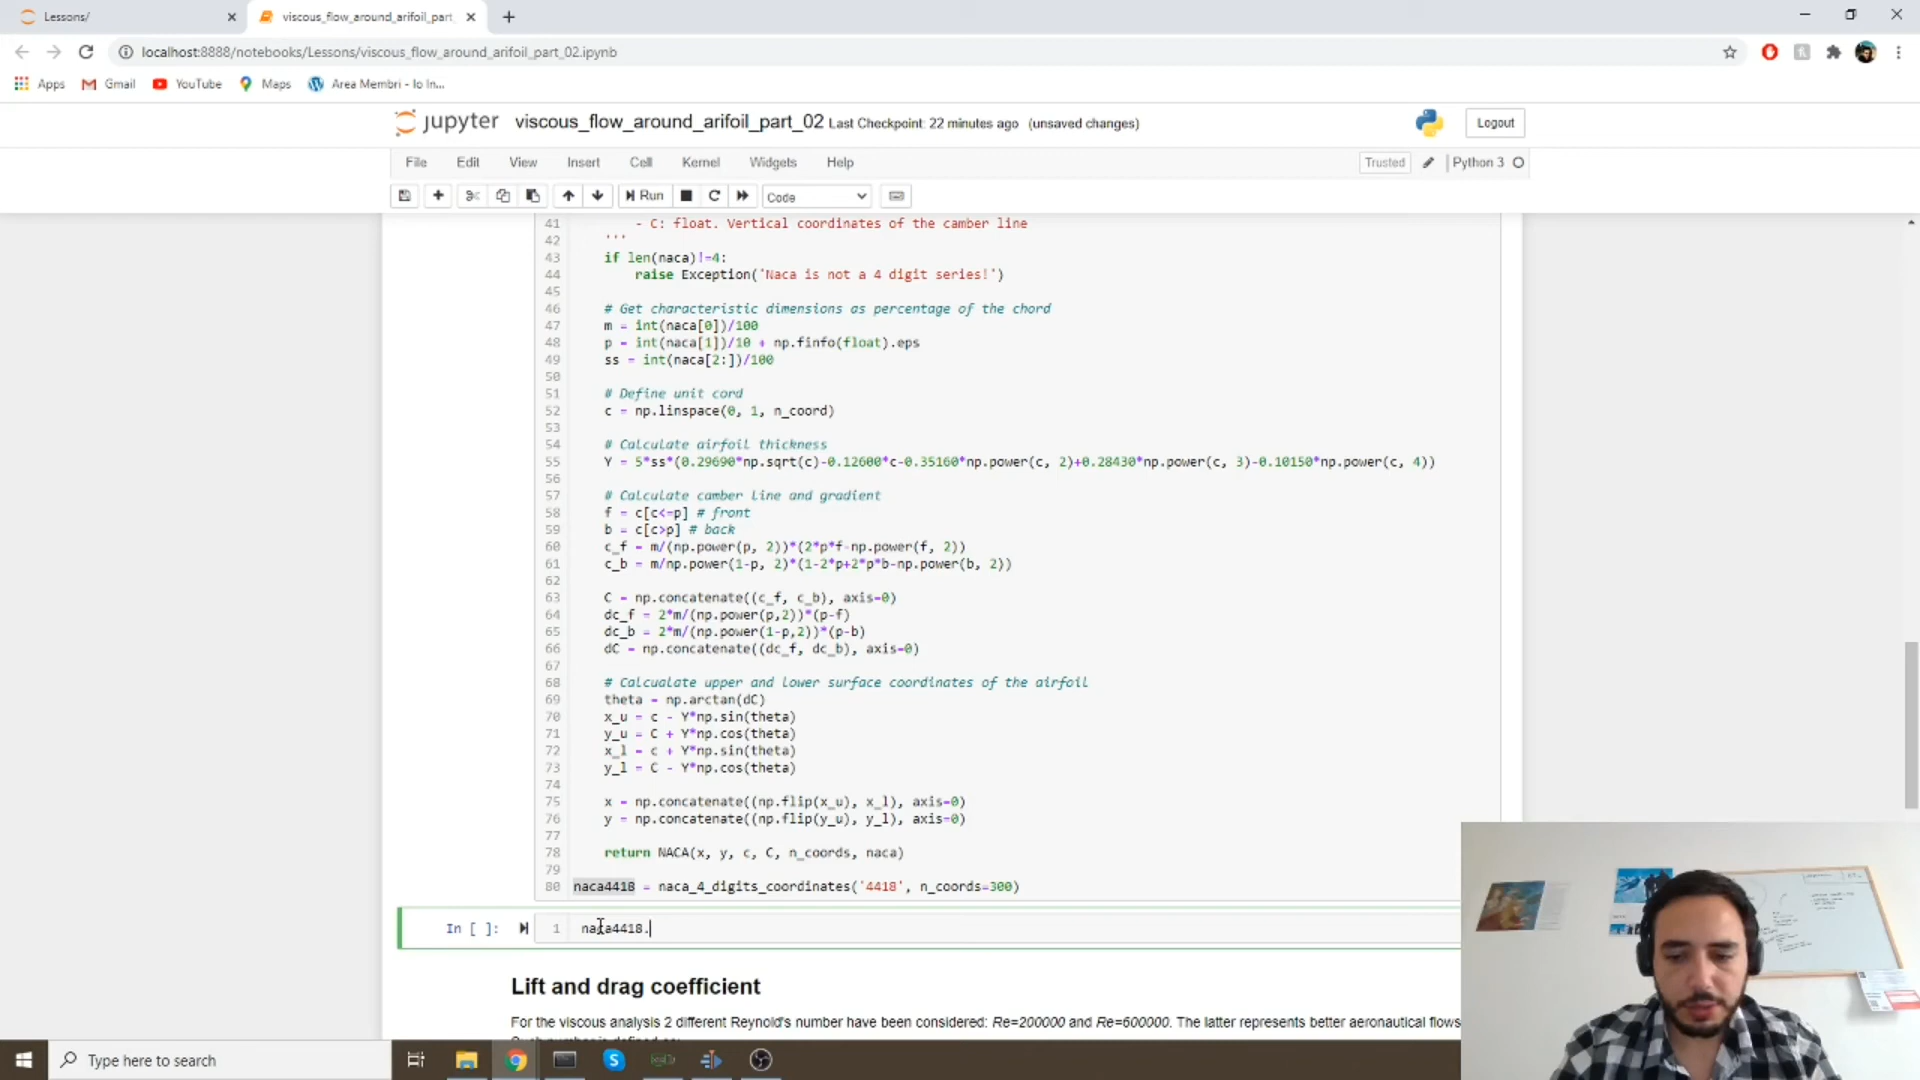 Lessons/
viscous_flow_around_arifoil_part_
localhost:8888/notebooks/Lessons/viscous_flow_around_arifoil_part_02.ipynb
Apps
Gmail
YouTube
Maps
Area Membri - Io In...
jupyter
viscous_flow_around_arifoil_part_02 Last Checkpoint: 22 minutes ago (unsaved changes)
Logout
File Edit View Insert Cell Kernel Widgets Help
Trusted
Python 3
Run
Code
41 - C: float. Vertical coordinates of the camber line
42 '''
43 if len(naca)!=4:
44 raise Exception('Naca is not a 4 digit series!')
45
46 # Get characteristic dimensions as percentage of the chord
47 m = int(naca[0])/100
48 p = int(naca[1])/10 + np.finfo(float).eps
49 ss = int(naca[2:])/100
50
51 # Define unit cord
52 c = np.linspace(0, 1, n_coord)
53
54 # Calculate airfoil thickness
55 Y = 5*ss*(0.29690*np.sqrt(c)-0.12600*c-0.35160*np.power(c, 2)+0.28430*np.power(c, 3)-0.10150*np.power(c, 4))
56
57 # Calculate camber line and gradient
58 f = c[c<=p] # front
59 b = c[c>p] # back
60 c_f = m/(np.power(p, 2))*(2*p*f-np.power(f, 2))
61 c_b = m/np.power(1-p, 2)*(1-2*p+2*p*b-np.power(b, 2))
62
63 C = np.concatenate((c_f, c_b), axis=0)
64 dc_f = 2*m/(np.power(p,2))*(p-f)
65 dc_b = 2*m/(np.power(1-p,2))*(p-b)
66 dC = np.concatenate((dc_f, dc_b), axis=0)
67
68 # Calcualate upper and lower surface coordinates of the airfoil
69 theta = np.arctan(dC)
70 x_u = c - Y*np.sin(theta)
71 y_u = C + Y*np.cos(theta)
72 x_l = c + Y*np.sin(theta)
73 y_l = C - Y*np.cos(theta)
74
75 x = np.concatenate((np.flip(x_u), x_l), axis=0)
76 y = np.concatenate((np.flip(y_u), y_l), axis=0)
77
78 return NACA(x, y, c, C, n_coords, naca)
79
80 naca4418 = naca_4_digits_coordinates('4418', n_coords=300)
In [ ]: 1 naca4418.
Lift and drag coefficient
For the viscous analysis 2 different Reynold's number have been considered: Re=200000 and Re=600000. The latter represents better aeronautical flows
Type here to search